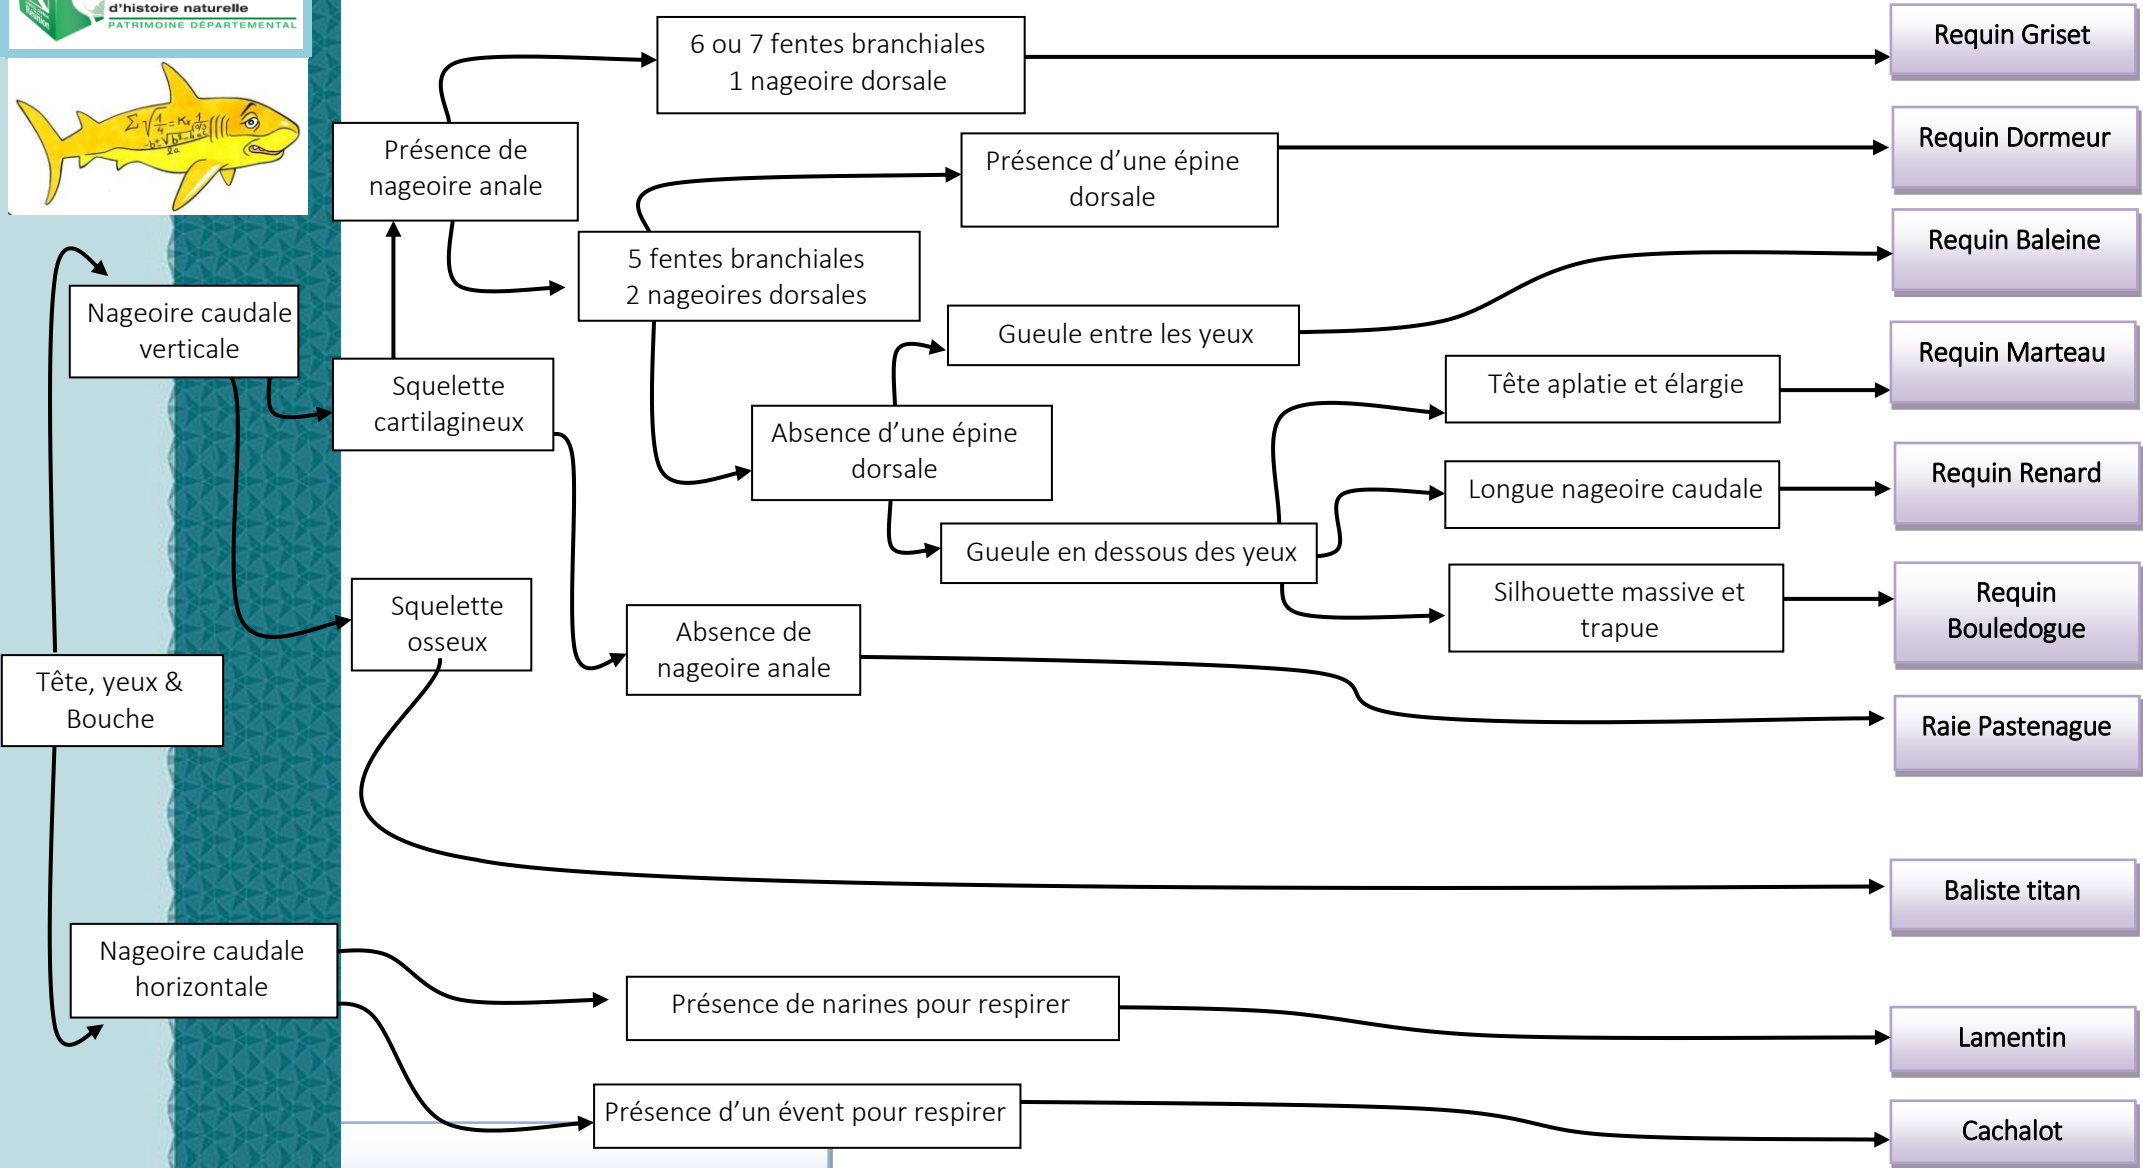 d'histoire naturelle
PATRIMOINE DÉPARTEMENTAL
6 ou 7 fentes branchiales
1 nageoire dorsale
Requin Griset
Présence de
nageoire anale
Présence d'une épine
dorsale
Requin Dormeur
5 fentes branchiales
2 nageoires dorsales
Requin Baleine
Nageoire caudale
verticale
Gueule entre les yeux
Requin Marteau
Squelette
cartilagineux
Tête aplatie et élargie
Absence d'une épine
dorsale
Longue nageoire caudale
Requin Renard
Gueule en dessous des yeux
Squelette
osseux
Silhouette massive et
trapue
Requin
Bouledogue
Absence de
nageoire anale
Tête, yeux &
Bouche
Raie Pastenague
Baliste titan
Nageoire caudale
horizontale
Présence de narines pour respirer
Lamentin
Présence d'un évent pour respirer
Cachalot